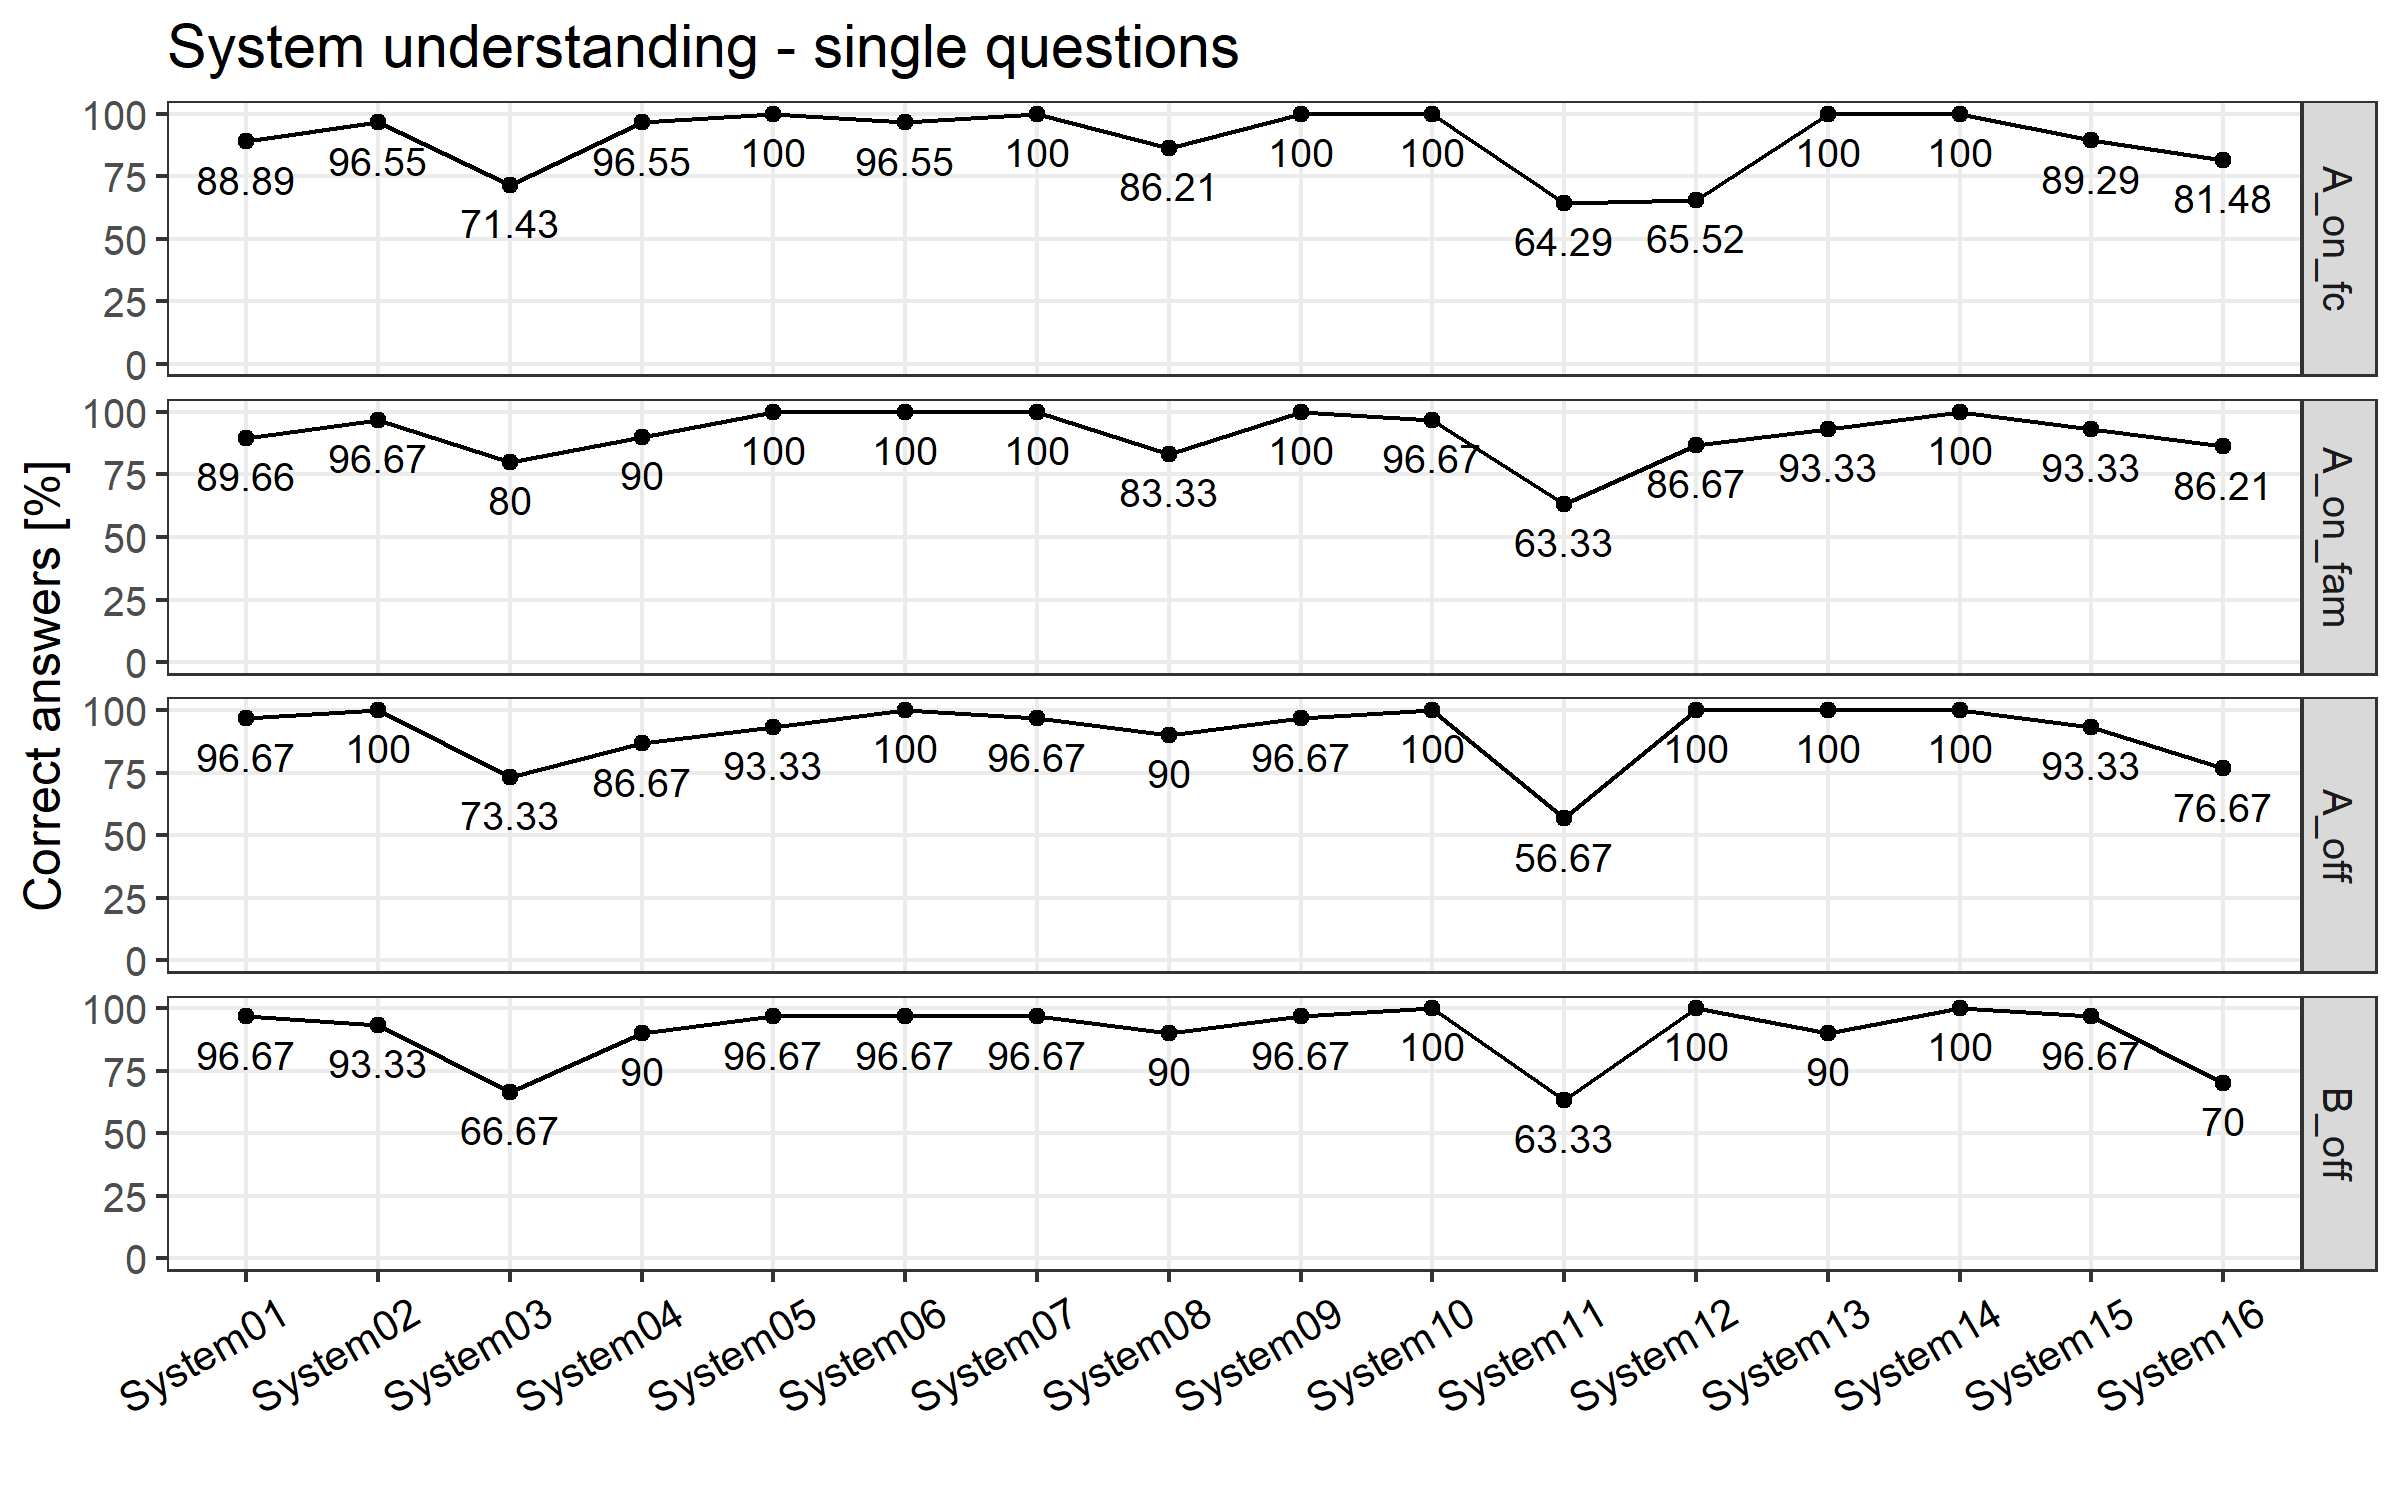 System understanding - single questions
Correct answers [%]
100
75
50
25
0
88.89 96.55 71.43 96.55 100 96.55 100 86.21 100 100 64.29 65.52 100 100 89.29 81.48
A_on_fc
100
75
50
25
0
89.66 96.67 80 90 100 100 100 83.33 100 96.67 63.33 86.67 93.33 100 93.33 86.21
A_on_fam
100
75
50
25
0
96.67 100 73.33 86.67 93.33 100 96.67 90 96.67 100 56.67 100 100 100 93.33 76.67
A_off
100
75
50
25
0
96.67 93.33 66.67 90 96.67 96.67 96.67 90 96.67 100 63.33 100 90 100 96.67 70
B_off
System01 System02 System03 System04 System05 System06 System07 System08 System09 System10 System11 System12 System13 System14 System15 System16